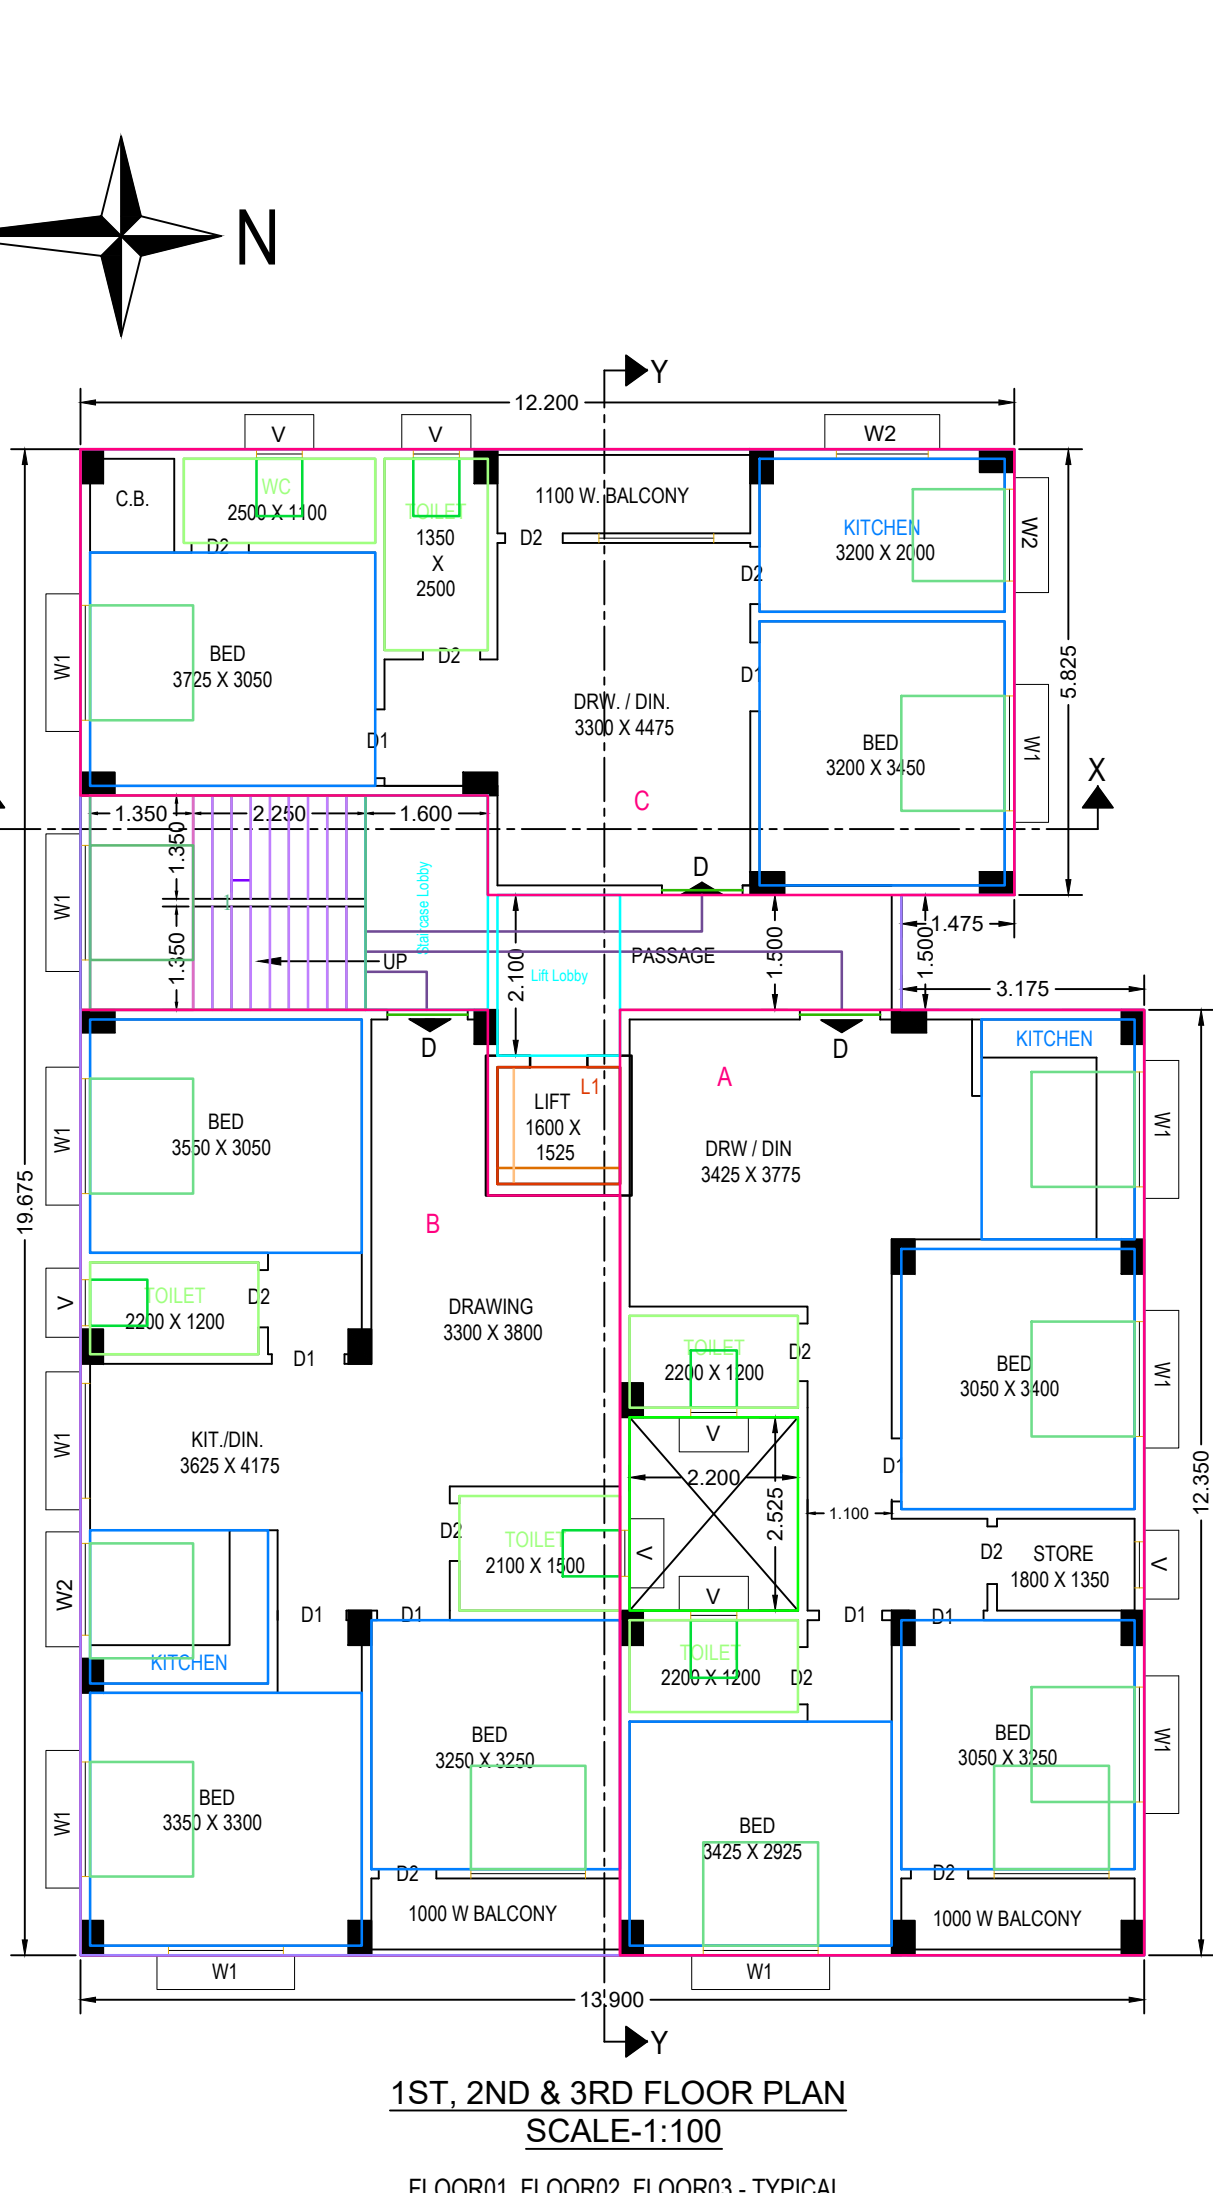 N
Y
12.200
V
V
W2
C.B.
WC
2500 X 1100
D2
TOILET
1350
X
2500
D2
1100 W. BALCONY
D2
KITCHEN
3200 X 2000
W2
D2
W1
BED
3725 X 3050
D1
DRW. / DIN.
3300 X 4475
D1
BED
3200 X 3450
W1
5.825
X
C
1.350
2.250
1.600
1.350
W1
1
1.350
UP
Staircase Lobby
D
2.100
Lift Lobby
PASSAGE
1.500
1.500
1.475
3.175
D
D
KITCHEN
W1
BED
3550 X 3050
L1
LIFT
1600 X
1525
A
DRW / DIN
3425 X 3775
W1
19.675
B
V
TOILET
2200 X 1200
D2
D1
DRAWING
3300 X 3800
TOILET
2200 X 1200
D2
BED
3050 X 3400
W1
D1
W1
KIT./DIN.
3625 X 4175
V
2.200
2.525
1.100
12.350
D2
TOILET
2100 X 1500
V
V
D2
STORE
1800 X 1350
V
W2
D1
D1
D1
D1
KITCHEN
TOILET
2200 X 1200
D2
BED
3250 X 3250
BED
3050 X 3250
W1
W1
BED
3350 X 3300
BED
3425 X 2925
D2
1000 W BALCONY
D2
1000 W BALCONY
W1
W1
13.900
Y
1ST, 2ND & 3RD FLOOR PLAN
SCALE-1:100
FLOOR01, FLOOR02, FLOOR03 - TYPICAL